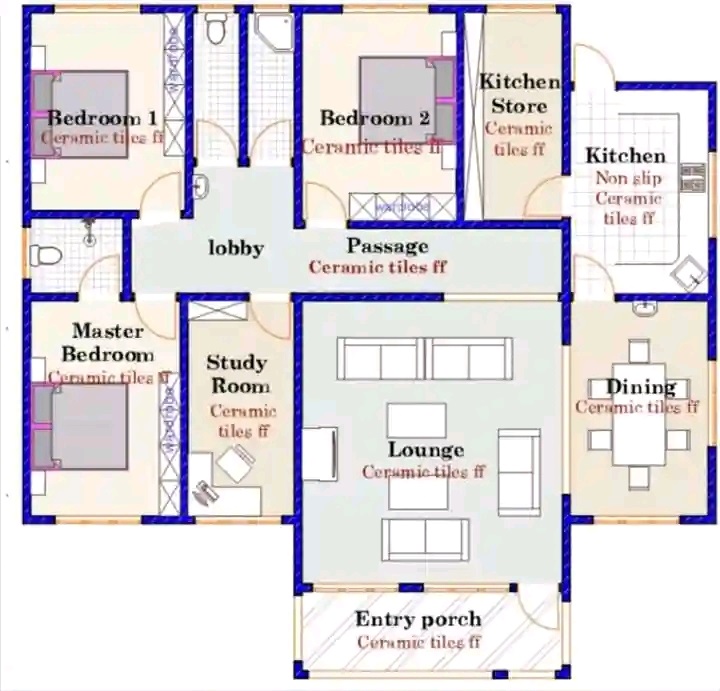 wardrobe
Bedroom 1
Ceramic tiles ff
Bedroom 2
Ceramic tiles ff
wardrobe
Kitchen
Store
Ceramic
tiles ff
Kitchen
Non slip
Ceramic
tiles ff
lobby
Passage
Ceramic tiles ff
Master
Bedroom
Ceramic tiles ff
wardrobe
Study
Room
Ceramic
tiles ff
Lounge
Ceramic tiles ff
Dining
Ceramic tiles ff
Entry porch
Ceramic tiles ff